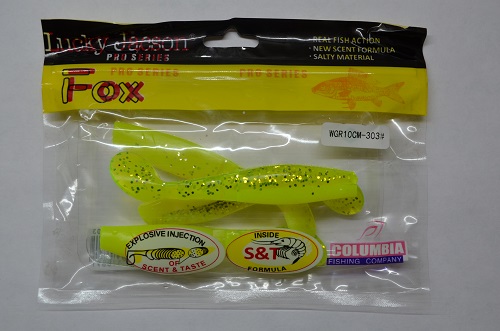 Lucky Jacson
PRO SERIES
Fox
PRO SERIES
PRO SERIES
- REAL FISH ACTION
- NEW SCENT FORMULA
- SALTY MATERIAL
WGR10CM-303#
EXPLOSIVE INJECTION
OF
SCENT & TASTE
INSIDE
S&T
FORMULA
COLUMBIA
FISHING COMPANY